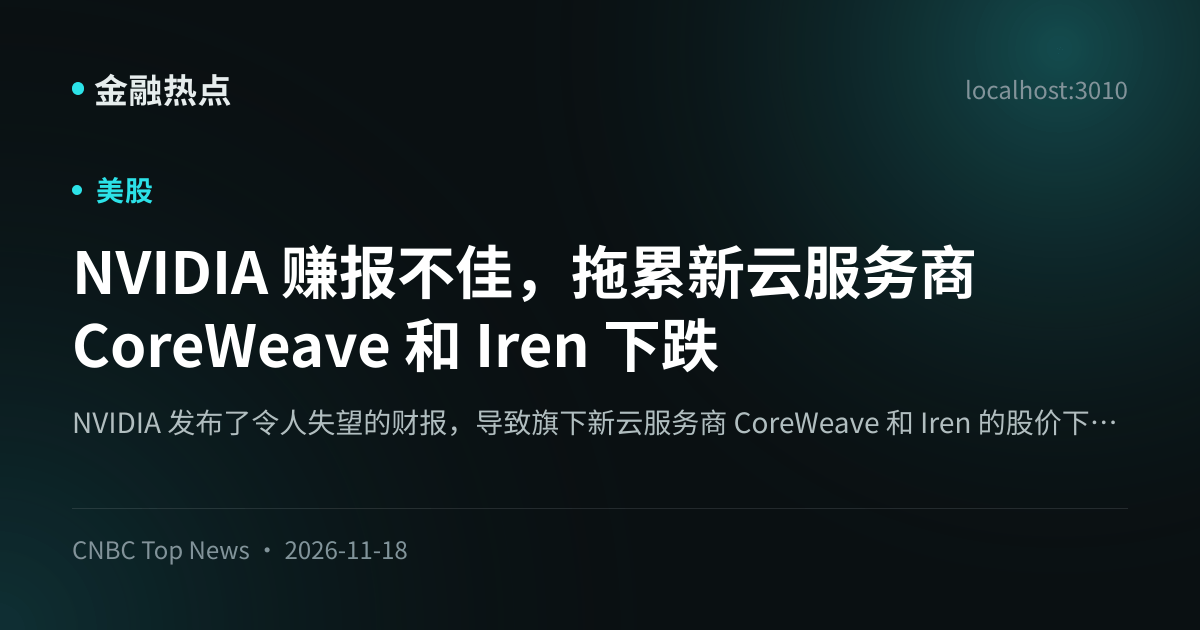 金融热点
localhost:3010
美股
NVIDIA 赚报不佳，拖累新云服务商
CoreWeave 和 Iren 下跌
NVIDIA 发布了令人失望的财报，导致旗下新云服务商 CoreWeave 和 Iren 的股价下…
CNBC Top News · 2026-11-18